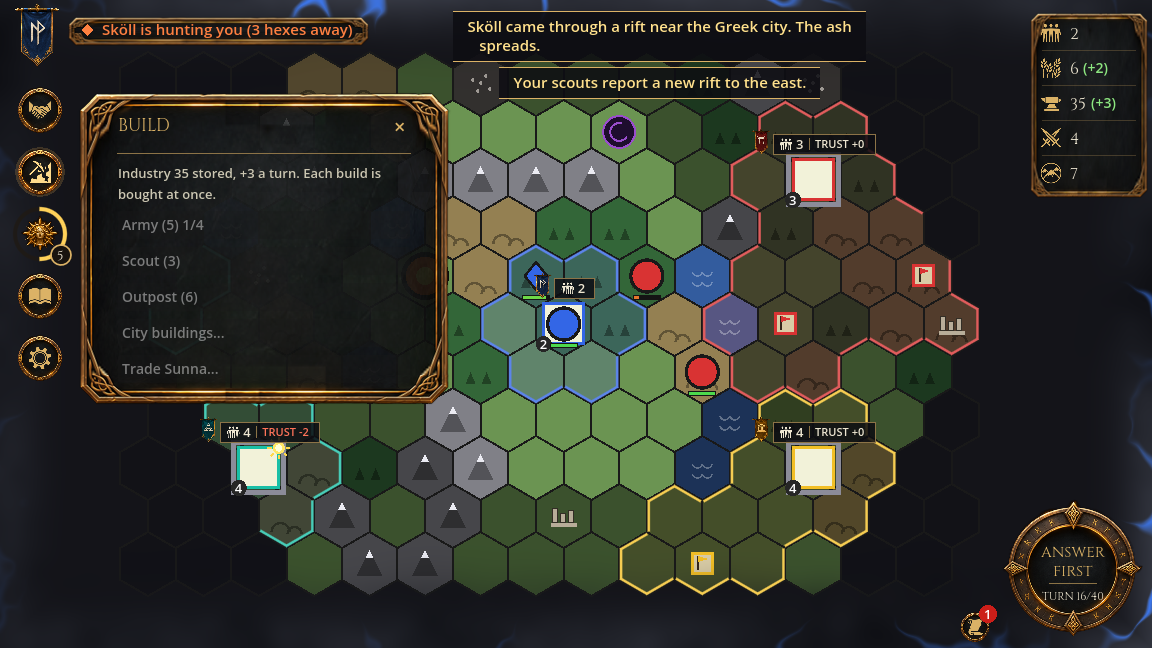 Sköll is hunting you (3 hexes away)
Sköll came through a rift near the Greek city. The ash
spreads.
Your scouts report a new rift to the east.
2
6 (+2)
35 (+3)
4
7
BUILD
×
Industry 35 stored, +3 a turn. Each build is
bought at once.
Army (5) 1/4
Scout (3)
Outpost (6)
City buildings...
Trade Sunna...
5
3 | TRUST +0
3
2
2
4 | TRUST -2
4
4 | TRUST +0
4
ANSWER
FIRST
TURN 16/40
1